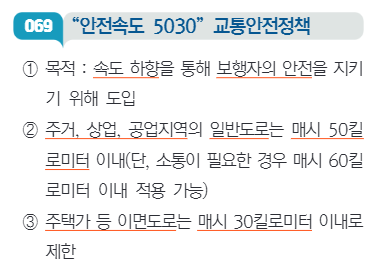 069 “안전속도 5030” 교통안전정책
① 목적 : 속도 하향을 통해 보행자의 안전을 지키
기 위해 도입
② 주거, 상업, 공업지역의 일반도로는 매시 50킬
로미터 이내(단, 소통이 필요한 경우 매시 60킬
로미터 이내 적용 가능)
③ 주택가 등 이면도로는 매시 30킬로미터 이내로
제한